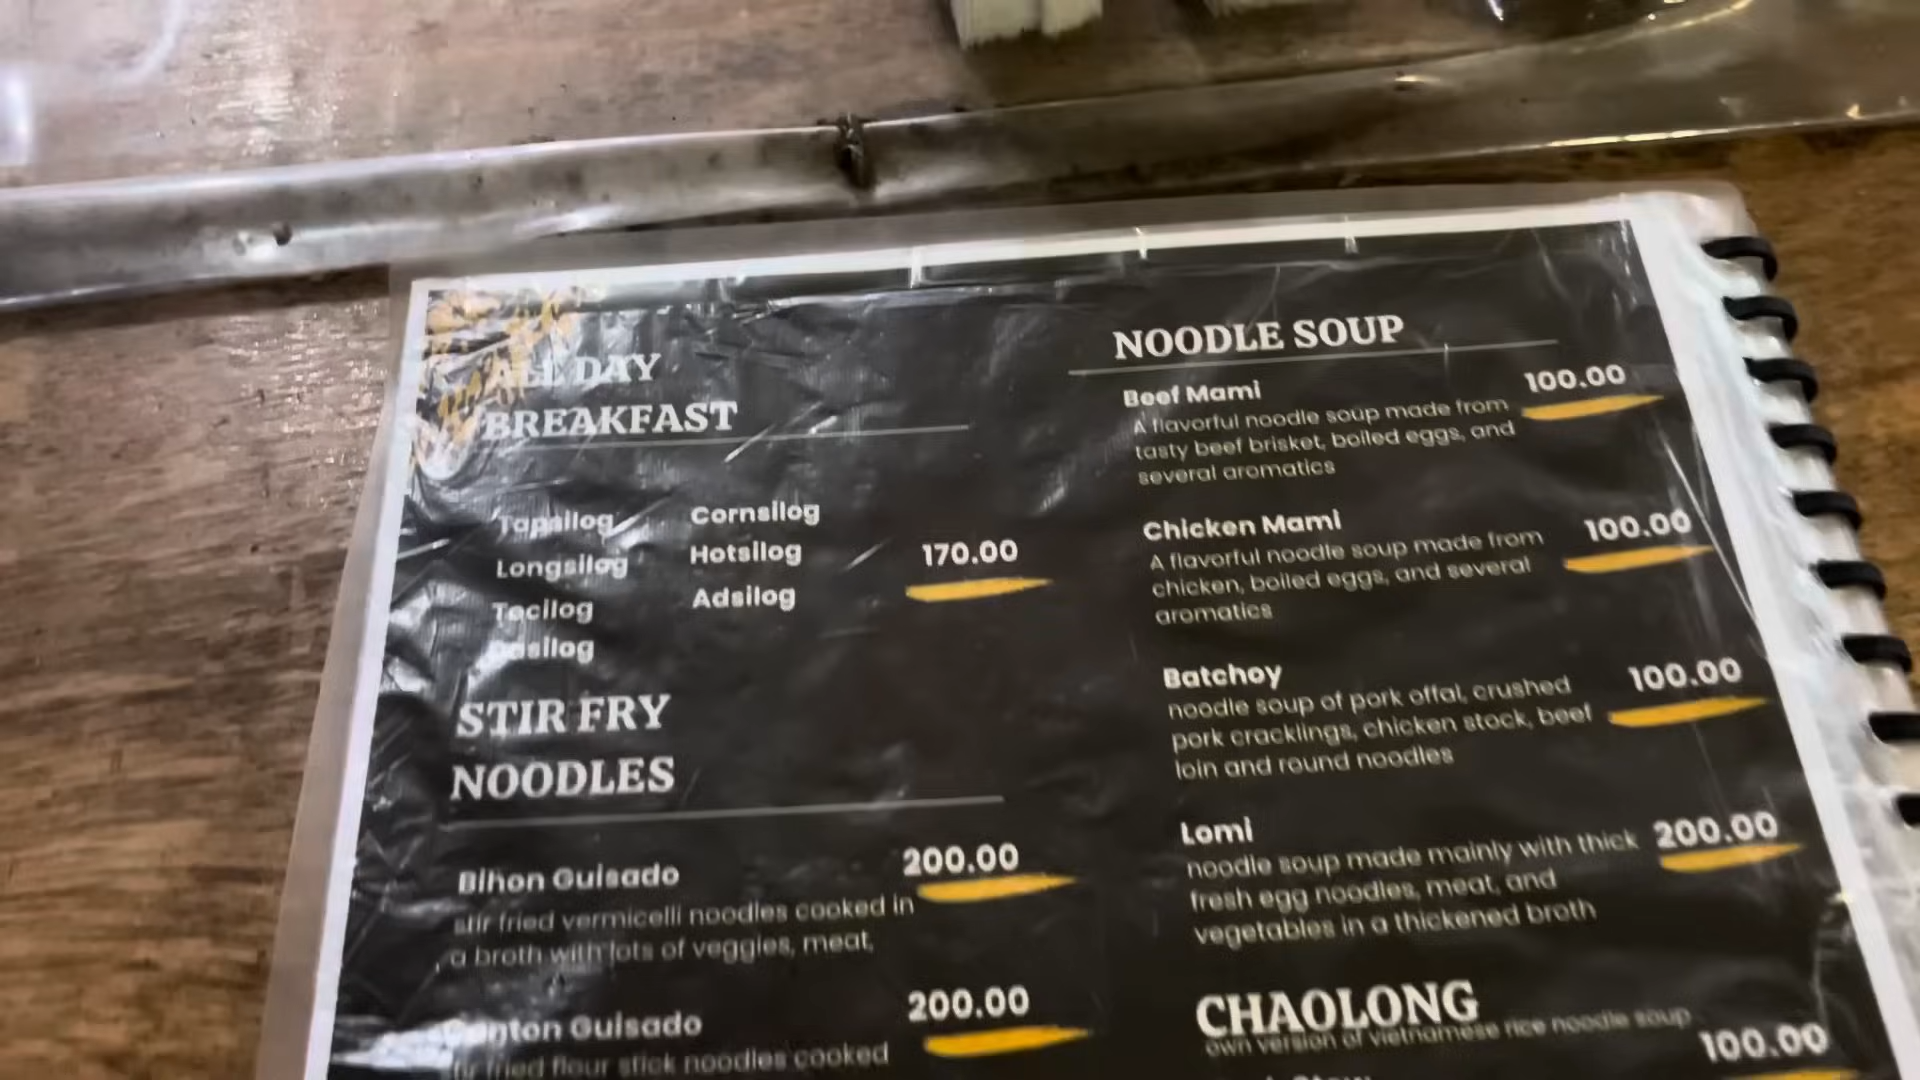 ALL DAY
BREAKFAST
Tapsilog
Longsilog
Tocilog
Cornsilog
Hotsilog
Adsilog
170.00
STIR FRY
NOODLES
Bihon Guisado
200.00
stir fried vermicelli noodles cooked in
a broth with lots of veggies, meat,
Canton Guisado
200.00
fried flour stick noodles cooked
NOODLE SOUP
Beef Mami
100.00
A flavorful noodle soup made from
tasty beef brisket, boiled eggs, and
several aromatics
Chicken Mami
100.00
A flavorful noodle soup made from
chicken, boiled eggs, and several
aromatics
Batchoy
100.00
noodle soup of pork offal, crushed
pork cracklings, chicken stock, beef
loin and round noodles
Lomi
200.00
noodle soup made mainly with thick
fresh egg noodles, meat, and
vegetables in a thickened broth
CHAOLONG
own version of vietnamese rice noodle soup
100.00